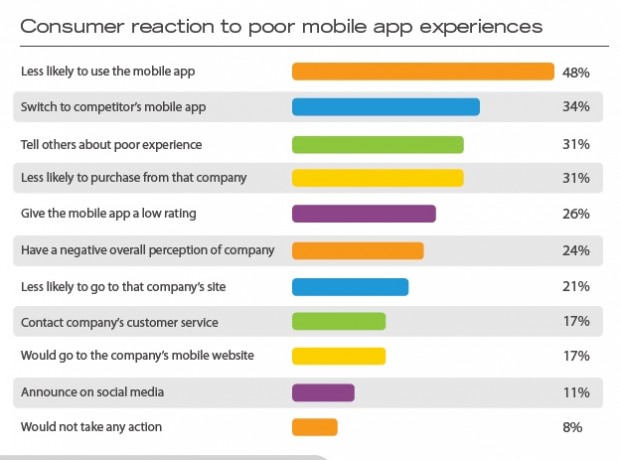 Consumer reaction to poor mobile app experiences
Less likely to use the mobile app 48%
Switch to competitor's mobile app 34%
Tell others about poor experience 31%
Less likely to purchase from that company 31%
Give the mobile app a low rating 26%
Have a negative overall perception of company 24%
Less likely to go to that company's site 21%
Contact company's customer service 17%
Would go to the company's mobile website 17%
Announce on social media 11%
Would not take any action 8%